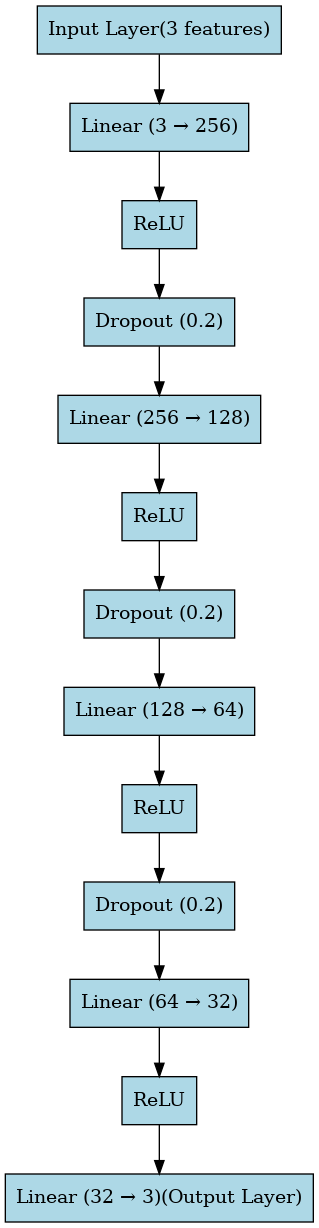 Input Layer(3 features)
Linear (3 → 256)
ReLU
Dropout (0.2)
Linear (256 → 128)
ReLU
Dropout (0.2)
Linear (128 → 64)
ReLU
Dropout (0.2)
Linear (64 → 32)
ReLU
Linear (32 → 3)(Output Layer)